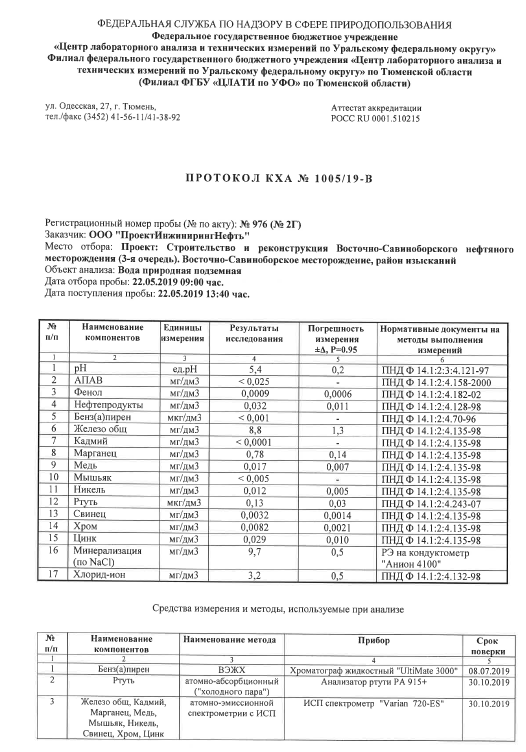 ФЕДЕРАЛЬНАЯ СЛУЖБА ПО НАДЗОРУ В СФЕРЕ ПРИРОДОПОЛЬЗОВАНИЯ
Федеральное государственное бюджетное учреждение
«Центр лабораторного анализа и технических измерений по Уральскому федеральному округу»
Филиал федерального государственного бюджетного учреждения «Центр лабораторного анализа и
технических измерений по Уральскому федеральному округу» по Тюменской области
(Филиал ФГБУ «ЦЛАТИ по УФО» по Тюменской области)
ул. Одесская, 27, г. Тюмень, Аттестат аккредитации
тел./факс (3452) 41-56-11/41-38-92 РОСС RU 0001.510215
ПРОТОКОЛ КХА № 1005/19-В
Регистрационный номер пробы (№ по акту): № 976 (№ 2Г)
Заказчик: ООО "ПроектИнжинирингНефть"
Место отбора: Проект: Строительство и реконструкция Восточно-Савиноборского нефтяного
месторождения (3-я очередь). Восточно-Савиноборское месторождение, район изысканий
Объект анализа: Вода природная подземная
Дата отбора пробы: 22.05.2019 09:00 час.
Дата поступления пробы: 22.05.2019 13:40 час.
№ п/п Наименование компонентов Единицы измерения Результаты исследования Погрешность измерения ±Δ, P=0.95 Нормативные документы на методы выполнения измерений
1 2 3 4 5 6
1 pH ед.pH 5,4 0,2 ПНД Ф 14.1:2:3:4.121-97
2 АПАВ мг/дм3 < 0,025 - ПНД Ф 14.1:2:4.158-2000
3 Фенол мг/дм3 0,0009 0,0006 ПНД Ф 14.1:2:4.182-02
4 Нефтепродукты мг/дм3 0,032 0,011 ПНД Ф 14.1:2:4.128-98
5 Бенз(а)пирен мкг/дм3 < 0,001 - ПНД Ф 14.1:2:4.70-96
6 Железо общ мг/дм3 8,8 1,3 ПНД Ф 14.1:2:4.135-98
7 Кадмий мг/дм3 < 0,0001 - ПНД Ф 14.1:2:4.135-98
8 Марганец мг/дм3 0,78 0,14 ПНД Ф 14.1:2:4.135-98
9 Медь мг/дм3 0,017 0,007 ПНД Ф 14.1:2:4.135-98
10 Мышьяк мг/дм3 < 0,005 - ПНД Ф 14.1:2:4.135-98
11 Никель мг/дм3 0,012 0,005 ПНД Ф 14.1:2:4.135-98
12 Ртуть мкг/дм3 0,13 0,03 ПНД Ф 14.1:2:4.243-07
13 Свинец мг/дм3 0,0032 0,0014 ПНД Ф 14.1:2:4.135-98
14 Хром мг/дм3 0,0082 0,0021 ПНД Ф 14.1:2:4.135-98
15 Цинк мг/дм3 0,029 0,010 ПНД Ф 14.1:2:4.135-98
16 Минерализация (по NaCl) мг/дм3 9,7 0,5 РЭ на кондуктометр "Анион 4100"
17 Хлорид-ион мг/дм3 3,2 0,5 ПНД Ф 14.1:2:4.132-98
Средства измерения и методы, используемые при анализе
№ п/п Наименование компонентов Наименование метода Прибор Срок поверки
1 2 3 4 5
1 Бенз(а)пирен ВЭЖХ Хроматограф жидкостный "UltiMate 3000" 08.07.2019
2 Ртуть атомно-абсорбционный ("холодного пара") Анализатор ртути РА 915+ 30.10.2019
3 Железо общ, Кадмий, Марганец, Медь, Мышьяк, Никель, Свинец, Хром, Цинк атомно-эмиссионной спектрометрии с ИСП ИСП спектрометр "Varian 720-ES" 30.10.2019